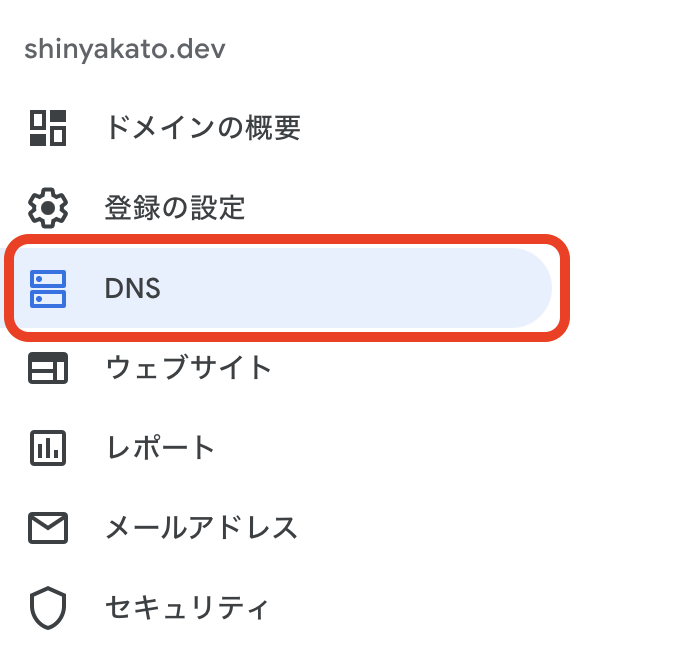 shinyakato.dev
ドメインの概要
登録の設定
DNS
ウェブサイト
レポート
メールアドレス
セキュリティ